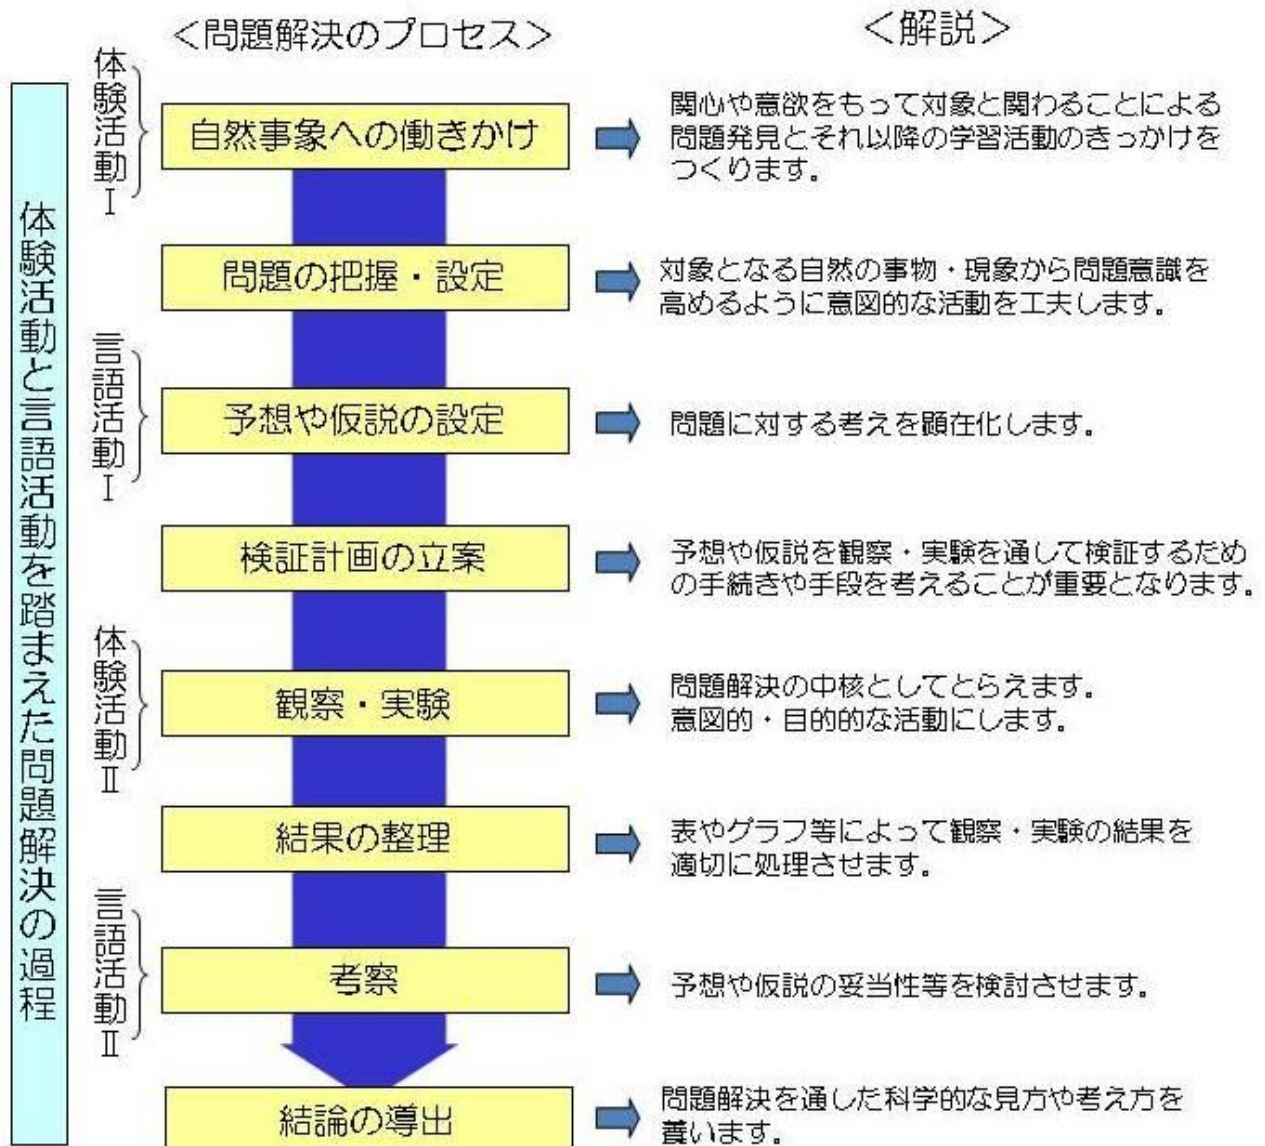 <問題解決のプロセス>
<解説>
体験活動と言語活動を踏まえた問題解決の過程
体験活動Ⅰ
自然事象への働きかけ
関心や意欲をもって対象と関わることによる
問題発見とそれ以降の学習活動のきっかけを
つくります。
問題の把握・設定
対象となる自然の事物・現象から問題意識を
高めるように意図的な活動を工夫します。
言語活動Ⅰ
予想や仮説の設定
問題に対する考えを顕在化します。
検証計画の立案
予想や仮説を観察・実験を通して検証するため
の手続きや手段を考えることが重要となります。
体験活動Ⅱ
観察・実験
問題解決の中核としてとらえます。
意図的・目的的な活動にします。
結果の整理
表やグラフ等によって観察・実験の結果を
適切に処理させます。
言語活動Ⅱ
考察
予想や仮説の妥当性等を検討させます。
結論の導出
問題解決を通した科学的な見方や考え方を
養います。